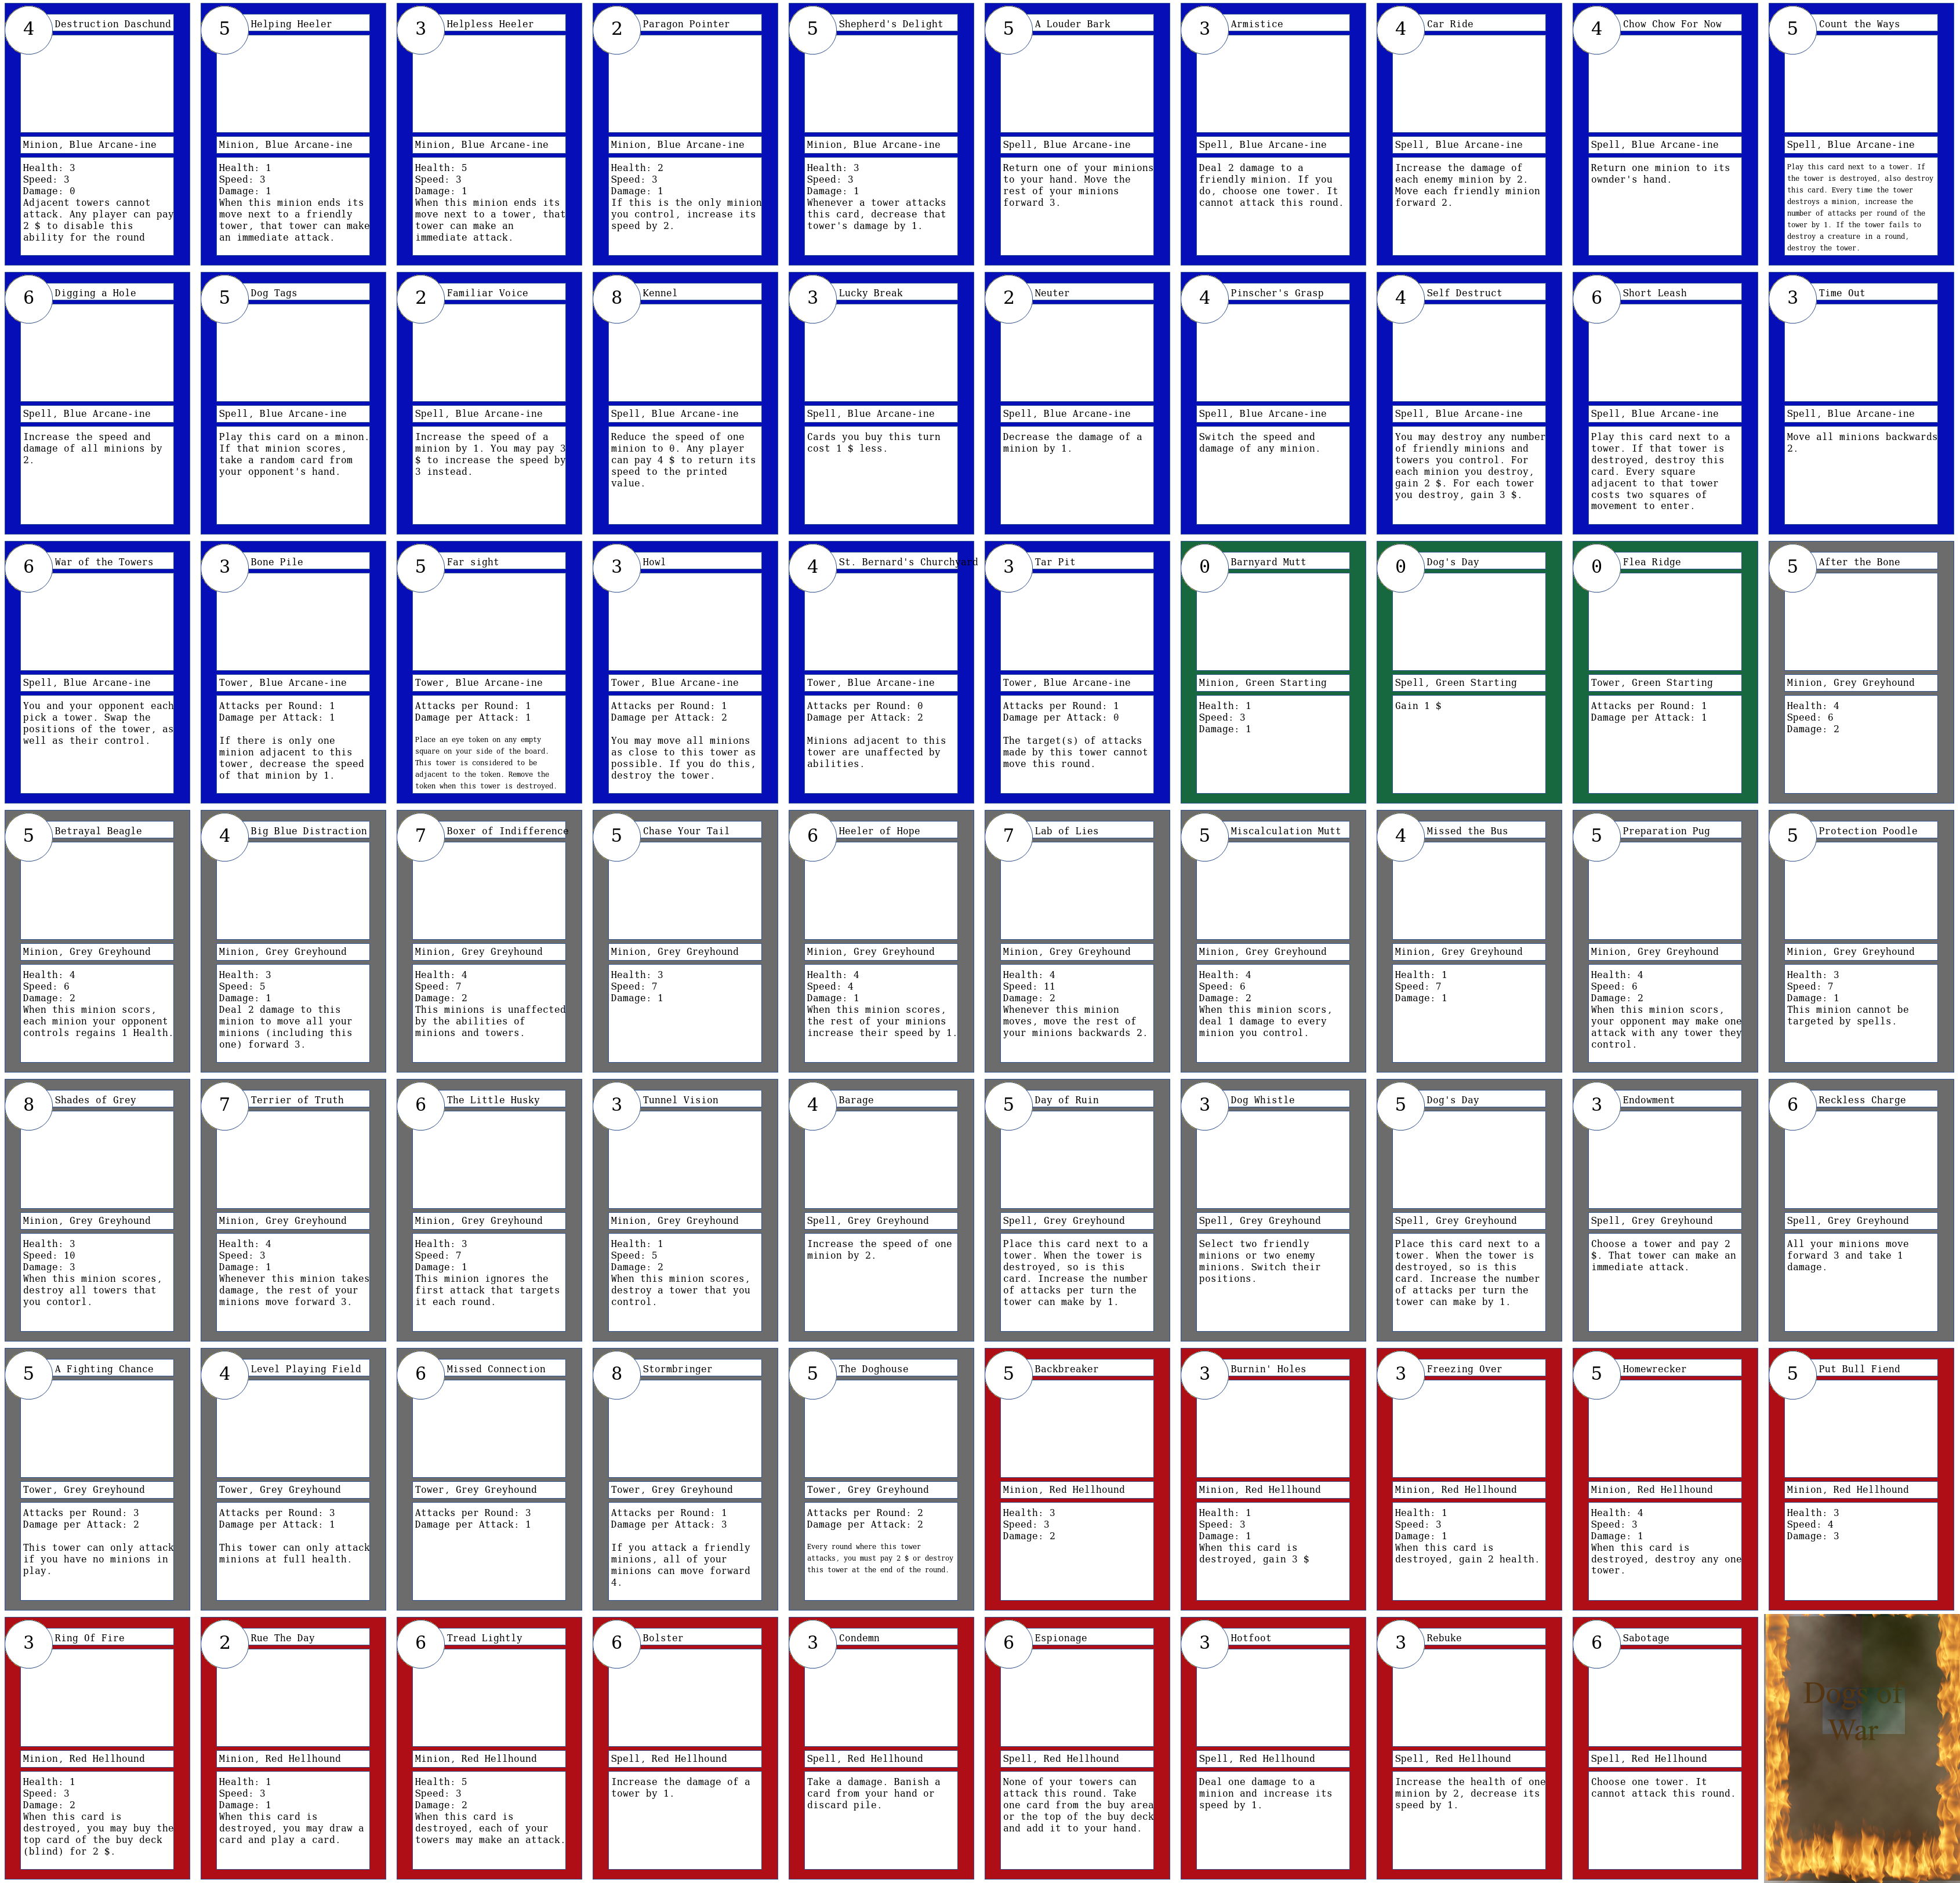 4
Destruction Daschund
Minion, Blue Arcane-ine
Health: 3
Speed: 3
Damage: 0
Adjacent towers cannot
attack. Any player can pay
2 $ to disable this
ability for the round
5
Helping Heeler
Minion, Blue Arcane-ine
Health: 1
Speed: 3
Damage: 1
When this minion ends its
move next to a friendly
tower, that tower can make
an immediate attack.
3
Helpless Heeler
Minion, Blue Arcane-ine
Health: 5
Speed: 3
Damage: 1
When this minion ends its
move next to a tower, that
tower can make an
immediate attack.
2
Paragon Pointer
Minion, Blue Arcane-ine
Health: 2
Speed: 3
Damage: 1
If this is the only minion
you control, increase its
speed by 2.
5
Shepherd's Delight
Minion, Blue Arcane-ine
Health: 3
Speed: 3
Damage: 1
Whenever a tower attacks
this card, decrease that
tower's damage by 1.
5
A Louder Bark
Spell, Blue Arcane-ine
Return one of your minions
to your hand. Move the
rest of your minions
forward 3.
3
Armistice
Spell, Blue Arcane-ine
Deal 2 damage to a
friendly minion. If you
do, choose one tower. It
cannot attack this round.
4
Car Ride
Spell, Blue Arcane-ine
Increase the damage of
each enemy minion by 2.
Move each friendly minion
forward 2.
4
Chow Chow For Now
Spell, Blue Arcane-ine
Return one minion to its
ownder's hand.
5
Count the Ways
Spell, Blue Arcane-ine
Play this card next to a tower. If
the tower is destroyed, also destroy
this card. Every time the tower
destroys a minion, increase the
number of attacks per round of the
tower by 1. If the tower fails to
destroy a creature in a round,
destroy the tower.
6
Digging a Hole
Spell, Blue Arcane-ine
Increase the speed and
damage of all minions by
2.
5
Dog Tags
Spell, Blue Arcane-ine
Play this card on a minon.
If that minion scores,
take a random card from
your opponent's hand.
2
Familiar Voice
Spell, Blue Arcane-ine
Increase the speed of a
minion by 1. You may pay 3
$ to increase the speed by
3 instead.
8
Kennel
Spell, Blue Arcane-ine
Reduce the speed of one
minion to 0. Any player
can pay 4 $ to return its
speed to the printed
value.
3
Lucky Break
Spell, Blue Arcane-ine
Cards you buy this turn
cost 1 $ less.
2
Neuter
Spell, Blue Arcane-ine
Decrease the damage of a
minion by 1.
4
Pinscher's Grasp
Spell, Blue Arcane-ine
Switch the speed and
damage of any minion.
4
Self Destruct
Spell, Blue Arcane-ine
You may destroy any number
of friendly minions and
towers you control. For
each minion you destroy,
gain 2 $. For each tower
you destroy, gain 3 $.
6
Short Leash
Spell, Blue Arcane-ine
Play this card next to a
tower. If that tower is
destroyed, destroy this
card. Every square
adjacent to that tower
costs two squares of
movement to enter.
3
Time Out
Spell, Blue Arcane-ine
Move all minions backwards
2.
6
War of the Towers
Spell, Blue Arcane-ine
You and your opponent each
pick a tower. Swap the
positions of the tower, as
well as their control.
3
Bone Pile
Tower, Blue Arcane-ine
Attacks per Round: 1
Damage per Attack: 1
If there is only one
minion adjacent to this
tower, decrease the speed
of that minion by 1.
5
Far sight
Tower, Blue Arcane-ine
Attacks per Round: 1
Damage per Attack: 1
Place an eye token on any empty
square on your side of the board.
This tower is considered to be
adjacent to the token. Remove the
token when this tower is destroyed.
3
Howl
Tower, Blue Arcane-ine
Attacks per Round: 1
Damage per Attack: 2
You may move all minions
as close to this tower as
possible. If you do this,
destroy the tower.
4
St. Bernard's Churchyard
Tower, Blue Arcane-ine
Attacks per Round: 0
Damage per Attack: 2
Minions adjacent to this
tower are unaffected by
abilities.
3
Tar Pit
Tower, Blue Arcane-ine
Attacks per Round: 1
Damage per Attack: 0
The target(s) of attacks
made by this tower cannot
move this round.
0
Barnyard Mutt
Minion, Green Starting
Health: 1
Speed: 3
Damage: 1
0
Dog's Day
Spell, Green Starting
Gain 1 $
0
Flea Ridge
Tower, Green Starting
Attacks per Round: 1
Damage per Attack: 1
5
After the Bone
Minion, Grey Greyhound
Health: 4
Speed: 6
Damage: 2
5
Betrayal Beagle
Minion, Grey Greyhound
Health: 4
Speed: 6
Damage: 2
When this minion scors,
each minion your opponent
controls regains 1 Health.
4
Big Blue Distraction
Minion, Grey Greyhound
Health: 3
Speed: 5
Damage: 1
Deal 2 damage to this
minion to move all your
minions (including this
one) forward 3.
7
Boxer of Indifference
Minion, Grey Greyhound
Health: 4
Speed: 7
Damage: 2
This minions is unaffected
by the abilities of
minions and towers.
5
Chase Your Tail
Minion, Grey Greyhound
Health: 3
Speed: 7
Damage: 1
6
Heeler of Hope
Minion, Grey Greyhound
Health: 4
Speed: 4
Damage: 1
When this minion scores,
the rest of your minions
increase their speed by 1.
7
Lab of Lies
Minion, Grey Greyhound
Health: 4
Speed: 11
Damage: 2
Whenever this minion
moves, move the rest of
your minions backwards 2.
5
Miscalculation Mutt
Minion, Grey Greyhound
Health: 4
Speed: 6
Damage: 2
When this minion scors,
deal 1 damage to every
minion you control.
4
Missed the Bus
Minion, Grey Greyhound
Health: 1
Speed: 7
Damage: 1
5
Preparation Pug
Minion, Grey Greyhound
Health: 4
Speed: 6
Damage: 2
When this minion scors,
your opponent may make one
attack with any tower they
control.
5
Protection Poodle
Minion, Grey Greyhound
Health: 3
Speed: 7
Damage: 1
This minion cannot be
targeted by spells.
8
Shades of Grey
Minion, Grey Greyhound
Health: 3
Speed: 10
Damage: 3
When this minion scores,
destroy all towers that
you contorl.
7
Terrier of Truth
Minion, Grey Greyhound
Health: 4
Speed: 3
Damage: 1
Whenever this minion takes
damage, the rest of your
minions move forward 3.
6
The Little Husky
Minion, Grey Greyhound
Health: 3
Speed: 7
Damage: 1
This minion ignores the
first attack that targets
it each round.
3
Tunnel Vision
Minion, Grey Greyhound
Health: 1
Speed: 5
Damage: 2
When this minion scores,
destroy a tower that you
control.
4
Barage
Spell, Grey Greyhound
Increase the speed of one
minion by 2.
5
Day of Ruin
Spell, Grey Greyhound
Place this card next to a
tower. When the tower is
destroyed, so is this
card. Increase the number
of attacks per turn the
tower can make by 1.
3
Dog Whistle
Spell, Grey Greyhound
Select two friendly
minions or two enemy
minions. Switch their
positions.
5
Dog's Day
Spell, Grey Greyhound
Place this card next to a
tower. When the tower is
destroyed, so is this
card. Increase the number
of attacks per turn the
tower can make by 1.
3
Endowment
Spell, Grey Greyhound
Choose a tower and pay 2
$. That tower can make an
immediate attack.
6
Reckless Charge
Spell, Grey Greyhound
All your minions move
forward 3 and take 1
damage.
5
A Fighting Chance
Tower, Grey Greyhound
Attacks per Round: 3
Damage per Attack: 2
This tower can only attack
if you have no minions in
play.
4
Level Playing Field
Tower, Grey Greyhound
Attacks per Round: 3
Damage per Attack: 1
This tower can only attack
minions at full health.
6
Missed Connection
Tower, Grey Greyhound
Attacks per Round: 3
Damage per Attack: 1
8
Stormbringer
Tower, Grey Greyhound
Attacks per Round: 1
Damage per Attack: 3
If you attack a friendly
minions, all of your
minions can move forward
4.
5
The Doghouse
Tower, Grey Greyhound
Attacks per Round: 2
Damage per Attack: 2
Every round where this tower
attacks, you must pay 2 $ or destroy
this tower at the end of the round.
5
Backbreaker
Minion, Red Hellhound
Health: 3
Speed: 3
Damage: 2
3
Burnin' Holes
Minion, Red Hellhound
Health: 1
Speed: 3
Damage: 1
When this card is
destroyed, gain 3 $
3
Freezing Over
Minion, Red Hellhound
Health: 1
Speed: 3
Damage: 1
When this card is
destroyed, gain 2 health.
5
Homewrecker
Minion, Red Hellhound
Health: 4
Speed: 3
Damage: 1
When this card is
destroyed, destroy any one
tower.
5
Put Bull Fiend
Minion, Red Hellhound
Health: 3
Speed: 4
Damage: 3
3
Ring Of Fire
Minion, Red Hellhound
Health: 1
Speed: 3
Damage: 2
When this card is
destroyed, you may buy the
top card of the buy deck
(blind) for 2 $.
2
Rue The Day
Minion, Red Hellhound
Health: 1
Speed: 3
Damage: 1
When this card is
destroyed, you may draw a
card and play a card.
6
Tread Lightly
Minion, Red Hellhound
Health: 5
Speed: 3
Damage: 2
When this card is
destroyed, each of your
towers may make an attack.
6
Bolster
Spell, Red Hellhound
Increase the damage of a
tower by 1.
3
Condemn
Spell, Red Hellhound
Take a damage. Banish a
card from your hand or
discard pile.
6
Espionage
Spell, Red Hellhound
None of your towers can
attack this round. Take
one card from the buy area
or the top of the buy deck
and add it to your hand.
3
Hotfoot
Spell, Red Hellhound
Deal one damage to a
minion and increase its
speed by 1.
3
Rebuke
Spell, Red Hellhound
Increase the health of one
minion by 2, decrease its
speed by 1.
6
Sabotage
Spell, Red Hellhound
Choose one tower. It
cannot attack this round.
Dogs of
War